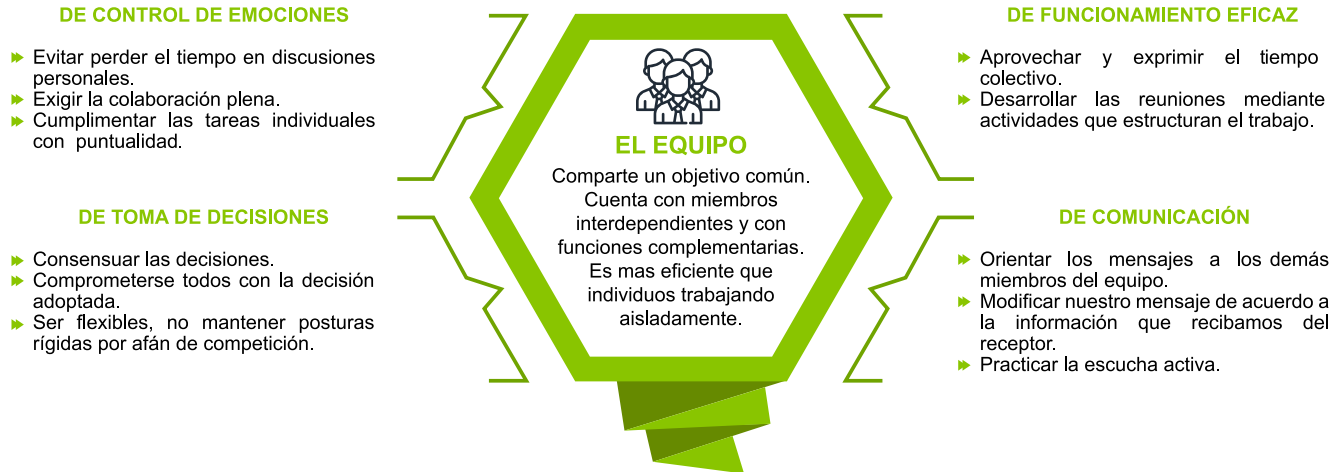 DE CONTROL DE EMOCIONES
Evitar perder el tiempo en discusiones
personales.
Exigir la colaboración plena.
Cumplimentar las tareas individuales
con puntualidad.
DE TOMA DE DECISIONES
Consensuar las decisiones.
Comprometerse todos con la decisión
adoptada.
Ser flexibles, no mantener posturas
rígidas por afán de competición.
EL EQUIPO
Comparte un objetivo común.
Cuenta con miembros
interdependientes y con
funciones complementarias.
Es mas eficiente que
individuos trabajando
aisladamente.
DE FUNCIONAMIENTO EFICAZ
Aprovechar y exprimir el tiempo
colectivo.
Desarrollar las reuniones mediante
actividades que estructuran el trabajo.
DE COMUNICACIÓN
Orientar los mensajes a los demás
miembros del equipo.
Modificar nuestro mensaje de acuerdo a
la información que recibamos del
receptor.
Practicar la escucha activa.